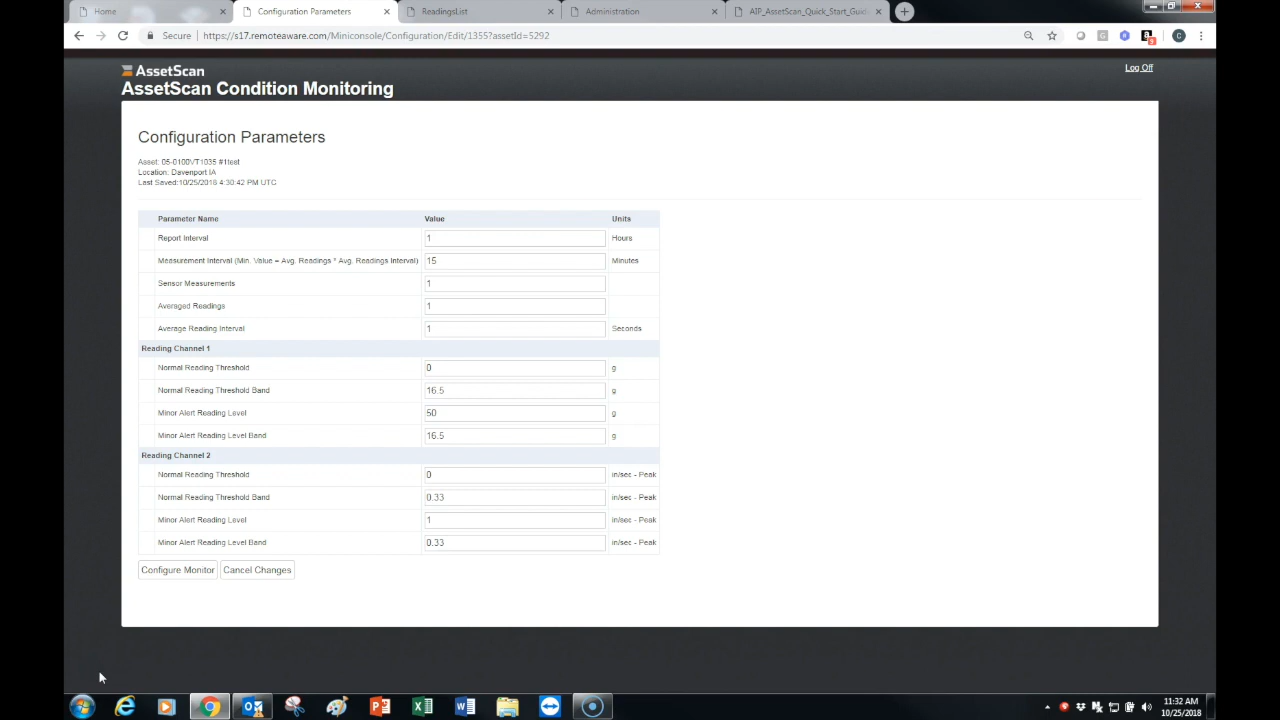 Home
Configuration Parameters
ReadingsList
Administration
AIP_AssetScan_Quick_Start_Guid
Secure
https://s17.remoteaware.com/Miniconsole/Configuration/Edit/1355?assetId=5292
AssetScan
Log Off
AssetScan Condition Monitoring
Configuration Parameters
Asset: 05-0100\/T1035 #1test
Location: Davenport IA
Last Saved:10/25/2018 4:30:42 PM UTC
Parameter Name Value Units
Report Interval 1 Hours
Measurement Interval (Min. Value = Avg. Readings * Avg. Readings Interval) 15 Minutes
Sensor Measurements 1
Averaged Readings 1
Average Reading Interval 1 Seconds
Reading Channel 1
Normal Reading Threshold 0 g
Normal Reading Threshold Band 16.5 g
Minor Alert Reading Level 50 g
Minor Alert Reading Level Band 16.5 g
Reading Channel 2
Normal Reading Threshold 0 in/sec - Peak
Normal Reading Threshold Band 0.33 in/sec - Peak
Minor Alert Reading Level 1 in/sec - Peak
Minor Alert Reading Level Band 0.33 in/sec - Peak
Configure Monitor Cancel Changes
11:32 AM
10/25/2018